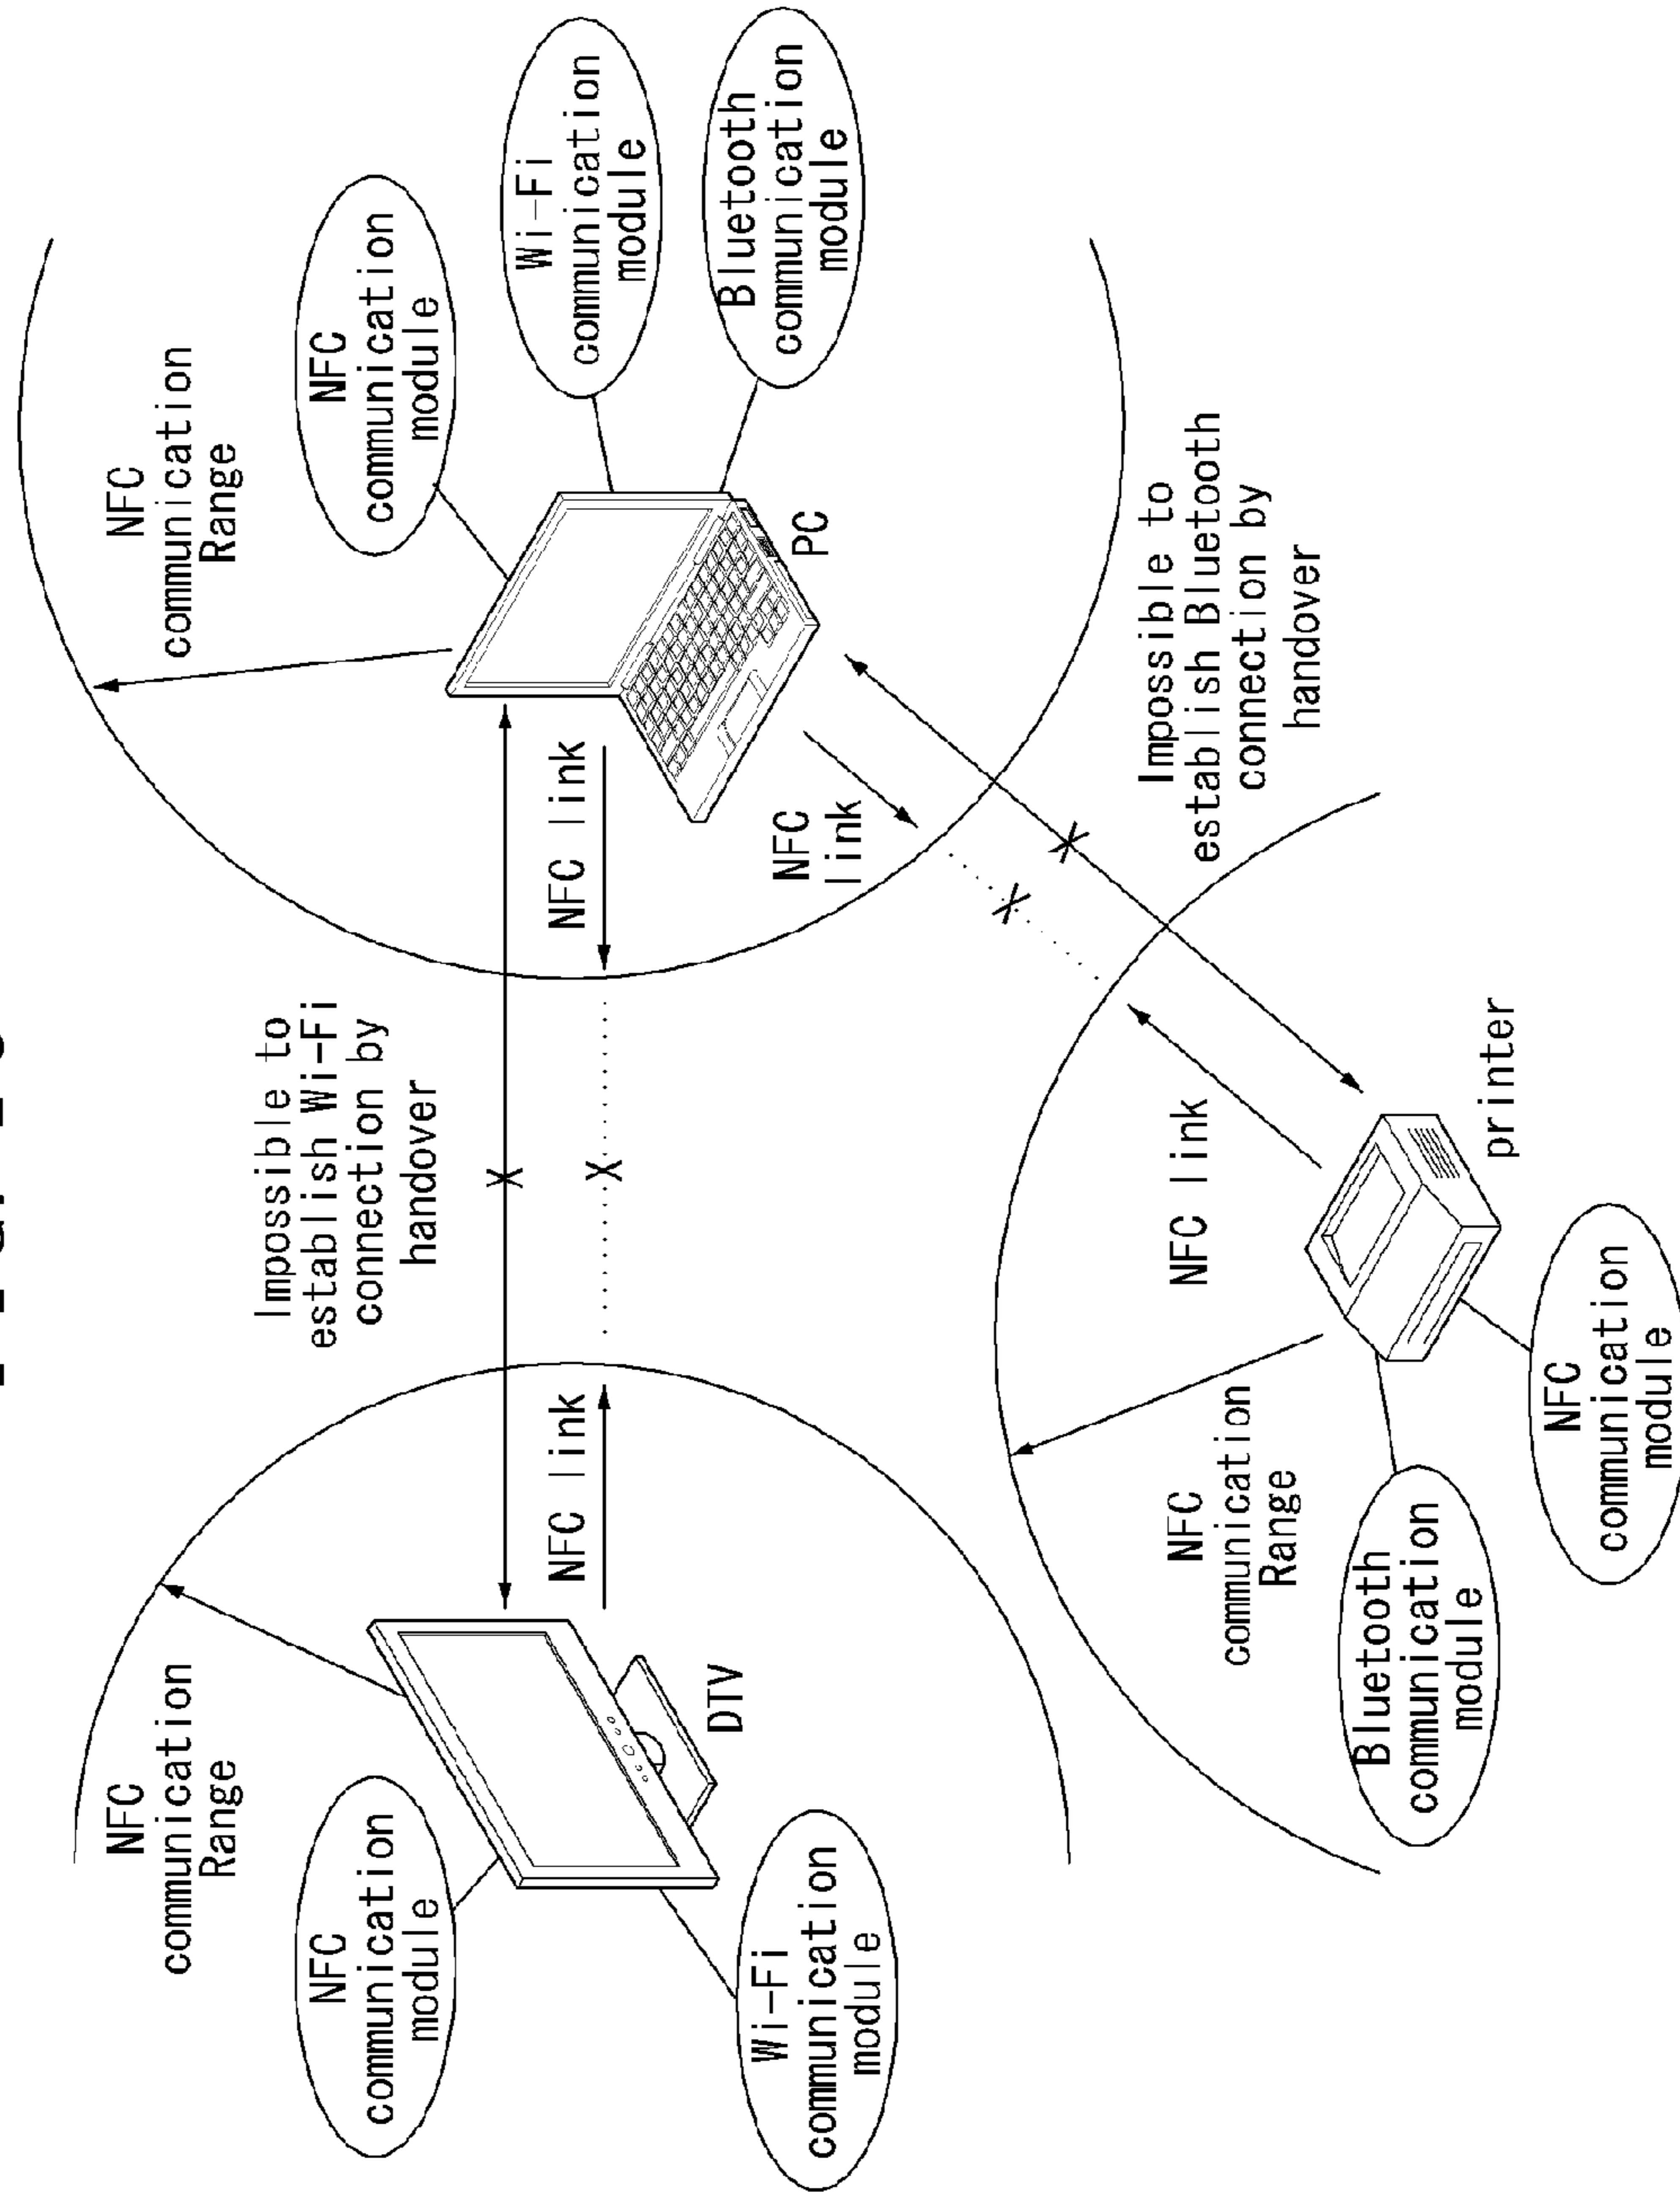 NFC
communication
Range
NFC
communication
module
Wi-Fi
communication
module
DTV
NFC link
Impossible to
establish Wi-Fi
connection by
handover
X
X
NFC link
NFC
communication
Range
NFC
communication
module
Wi-Fi
communication
module
Bluetooth
communication
module
PC
NFC
link
X
X
Impossible to
establish Bluetooth
connection by
handover
NFC link
NFC
communication
Range
printer
Bluetooth
communication
module
NFC
communication
module